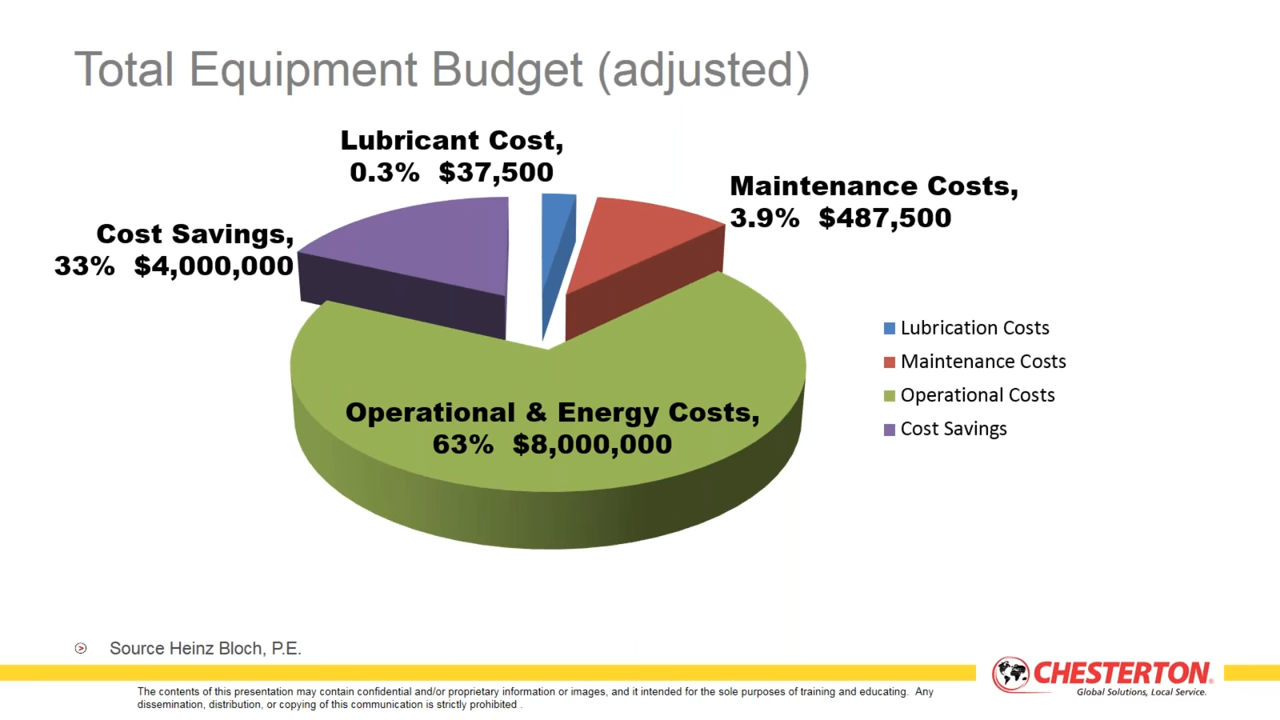 Total Equipment Budget (adjusted)
Lubricant Cost,
0.3% $37,500
Maintenance Costs,
3.9% $487,500
Cost Savings,
33% $4,000,000
Operational & Energy Costs,
63% $8,000,000
Lubrication Costs
Maintenance Costs
Operational Costs
Cost Savings
Source Heinz Bloch, P.E.
CHESTERTON®
Global Solutions, Local Service.
The contents of this presentation may contain confidential and/or proprietary information or images, and it intended for the sole purposes of training and educating. Any
dissemination, distribution, or copying of this communication is strictly prohibited .